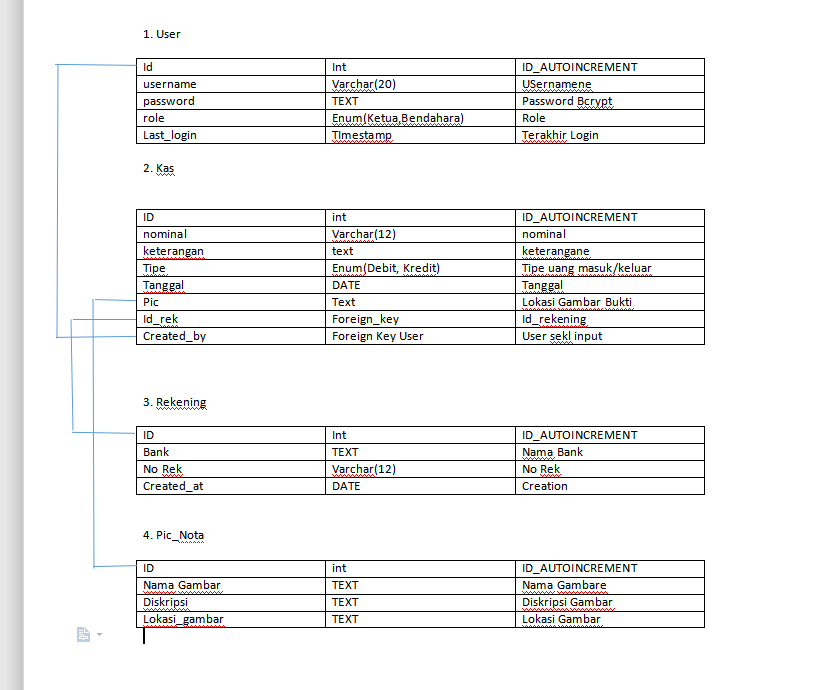 1. User
Id Int ID_AUTOINCREMENT
username Varchar(20) USernamene
password TEXT Password Bcrypt
role Enum(Ketua,Bendahara) Role
Last_login TImestamp Terakhir Login
2. Kas
ID int ID_AUTOINCREMENT
nominal Varchar(12) nominal
keterangan text keterangane
Tipe Enum(Debit, Kredit) Tipe uang masuk/keluar
Tanggal DATE Tanggal
Pic Text Lokasi Gambar Bukti
Id_rek Foreign_key Id_rekening
Created_by Foreign Key User User sekl input
3. Rekening
ID Int ID_AUTOINCREMENT
Bank TEXT Nama Bank
No Rek Varchar(12) No Rek
Created_at DATE Creation
4. Pic_Nota
ID int ID_AUTOINCREMENT
Nama Gambar TEXT Nama Gambare
Diskripsi TEXT Diskripsi Gambar
Lokasi_gambar TEXT Lokasi Gambar